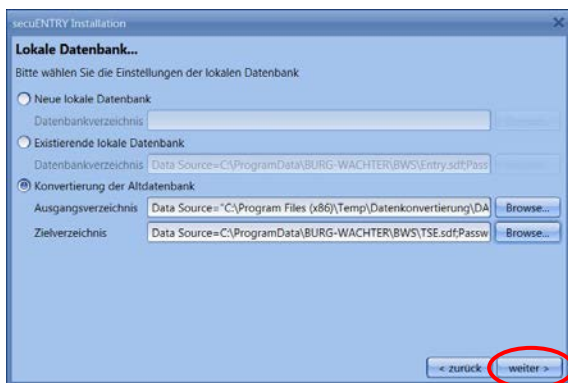 secuENTRY Installation
Lokale Datenbank...
Bitte wählen Sie die Einstellungen der lokalen Datenbank
Neue lokale Datenbank
Datenbankverzeichnis
Existierende lokale Datenbank
Datenbankverzeichnis Data Source=C:\ProgramData\BURG-WACHTER\BWS\Entry.sdf;Pass
Konvertierung der Altdatenbank
Ausgangsverzeichnis Data Source="C:\Program Files (x86)\Temp\Datenkonvertierung\DA Browse...
Zielverzeichnis Data Source=C:\ProgramData\BURG-WACHTER\BWS\TSE.sdf;Passw Browse...
< zurück weiter >